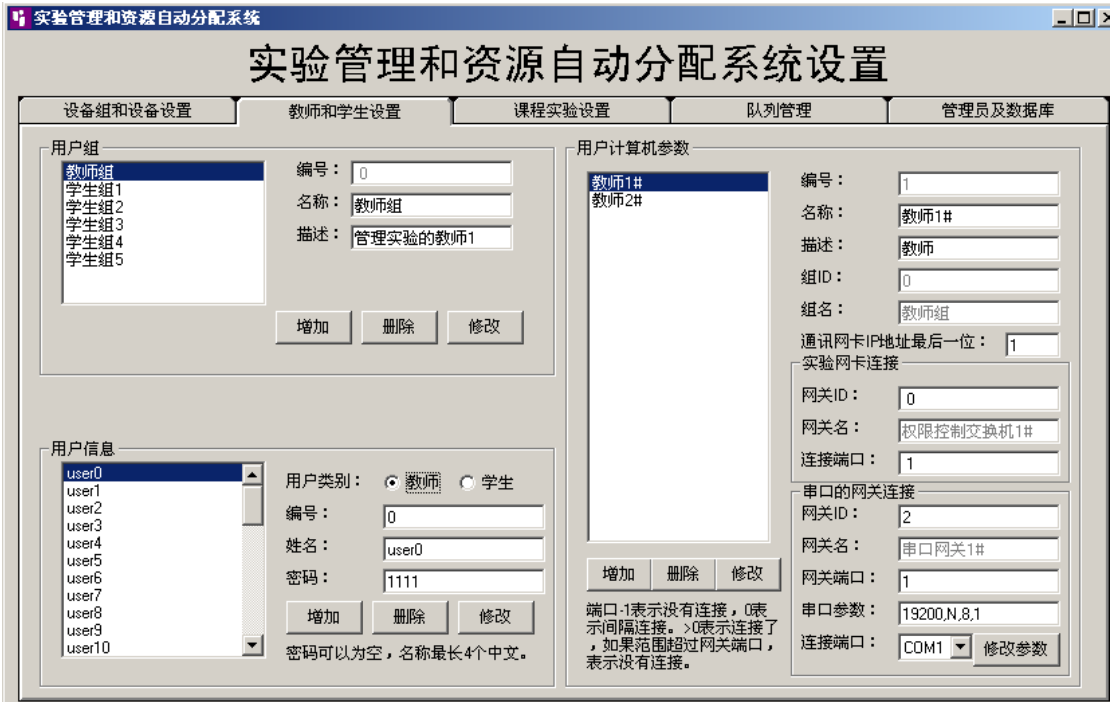 实验管理和资源自动分配系统
实验管理和资源自动分配系统设置
设备组和设备设置
教师和学生设置
课程实验设置
队列管理
管理员及数据库
用户组
教师组
学生组1
学生组2
学生组3
学生组4
学生组5
编号：
0
名称：
教师组
描述：
管理实验的教师1
增加
删除
修改
用户信息
user0
user1
user2
user3
user4
user5
user6
user7
user8
user9
user10
用户类别：
教师
学生
编号：
0
姓名：
user0
密码：
1111
增加
删除
修改
密码可以为空，名称最长4个中文。
用户计算机参数
教师1#
教师2#
增加
删除
修改
端口-1表示没有连接，0表
示间隔连接。>0表示连接了
，如果范围超过网关端口，
表示没有连接。
编号：
1
名称：
教师1#
描述：
教师
组ID：
0
组名：
教师组
通讯网卡IP地址最后一位：
1
实验网卡连接
网关ID：
0
网关名：
权限控制交换机1#
连接端口：
1
串口的网关连接
网关ID：
2
网关名：
串口网关1#
网关端口：
1
串口参数：
19200,N,8,1
连接端口：
COM1
修改参数